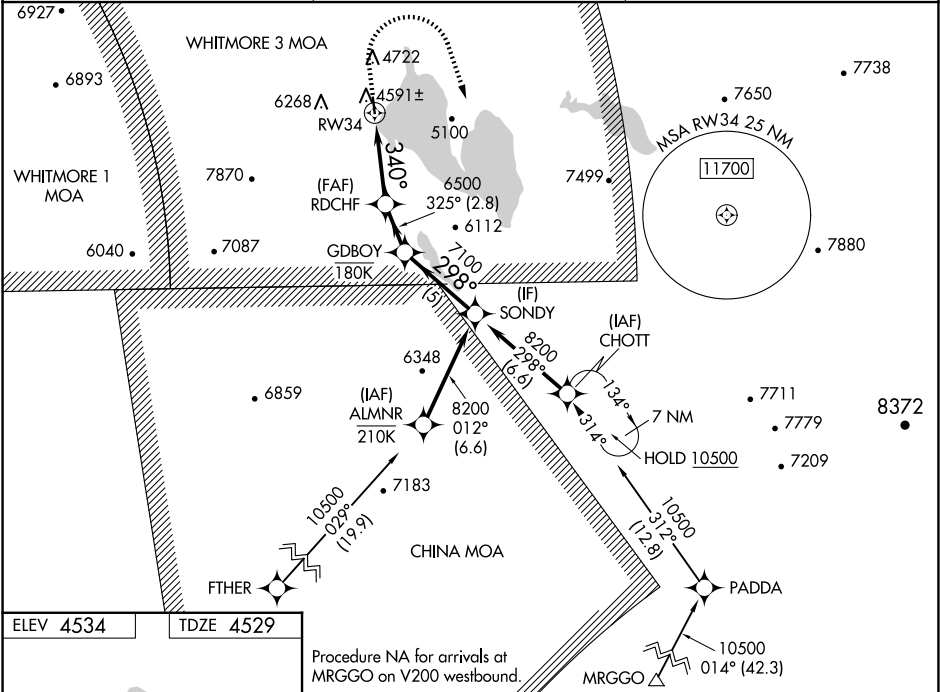 6927
WHITMORE 3 MOA
4722
7738
6893
6268
4591±
7650
RW34
5100
MSA RW34 25 NM
11700
WHITMORE 1
MOA
7870
340°
7499
(FAF)
RDCHF
6500
325° (2.8)
6112
6040
7087
GDBOY
180K
7100
298°
(5)
7880
(IF)
SONDY
(IAF)
CHOTT
8200
298°
(6.6)
6348
6859
(IAF)
ALMNR
210K
8200
012°
(6.6)
134°
314°
7 NM
HOLD 10500
7711
7779
7209
8372
10500
029°
(19.9)
7183
10500
312°
(12.8)
CHINA MOA
FTHER
PADDA
ELEV 4534
TDZE 4529
Procedure NA for arrivals at
MRGGO on V200 westbound.
10500
014° (42.3)
MRGGO